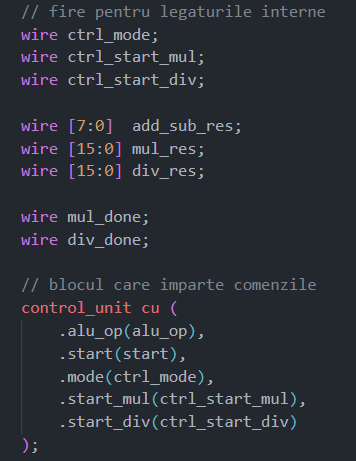 // fire pentru legaturile interne
wire ctrl_mode;
wire ctrl_start_mul;
wire ctrl_start_div;
wire [7:0]  add_sub_res;
wire [15:0] mul_res;
wire [15:0] div_res;
wire mul_done;
wire div_done;
// blocul care imparte comenzile
control_unit cu (
    .alu_op(alu_op),
    .start(start),
    .mode(ctrl_mode),
    .start_mul(ctrl_start_mul),
    .start_div(ctrl_start_div)
);